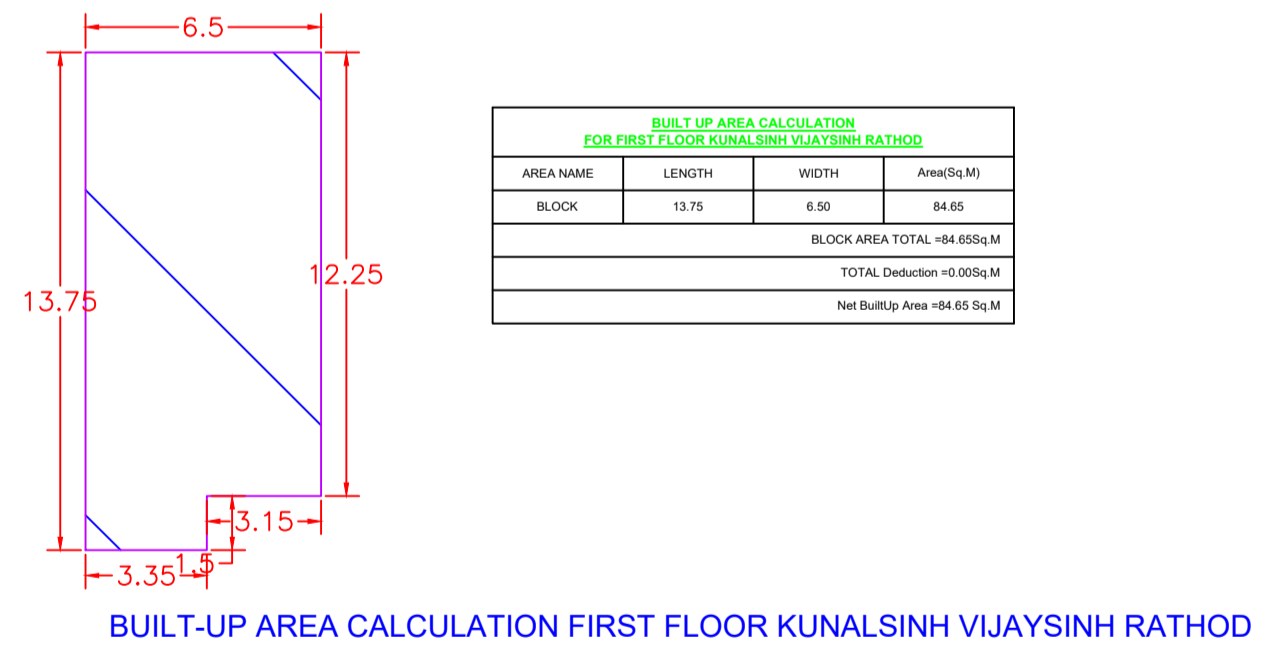 6.5
13.75
12.25
3.15
1.5
3.35
BUILT UP AREA CALCULATION
FOR FIRST FLOOR KUNALSINH VIJAYSINH RATHOD
AREA NAME LENGTH WIDTH Area(Sq.M)
BLOCK 13.75 6.50 84.65
BLOCK AREA TOTAL =84.65Sq.M
TOTAL Deduction =0.00Sq.M
Net BuiltUp Area =84.65 Sq.M
BUILT-UP AREA CALCULATION FIRST FLOOR KUNALSINH VIJAYSINH RATHOD